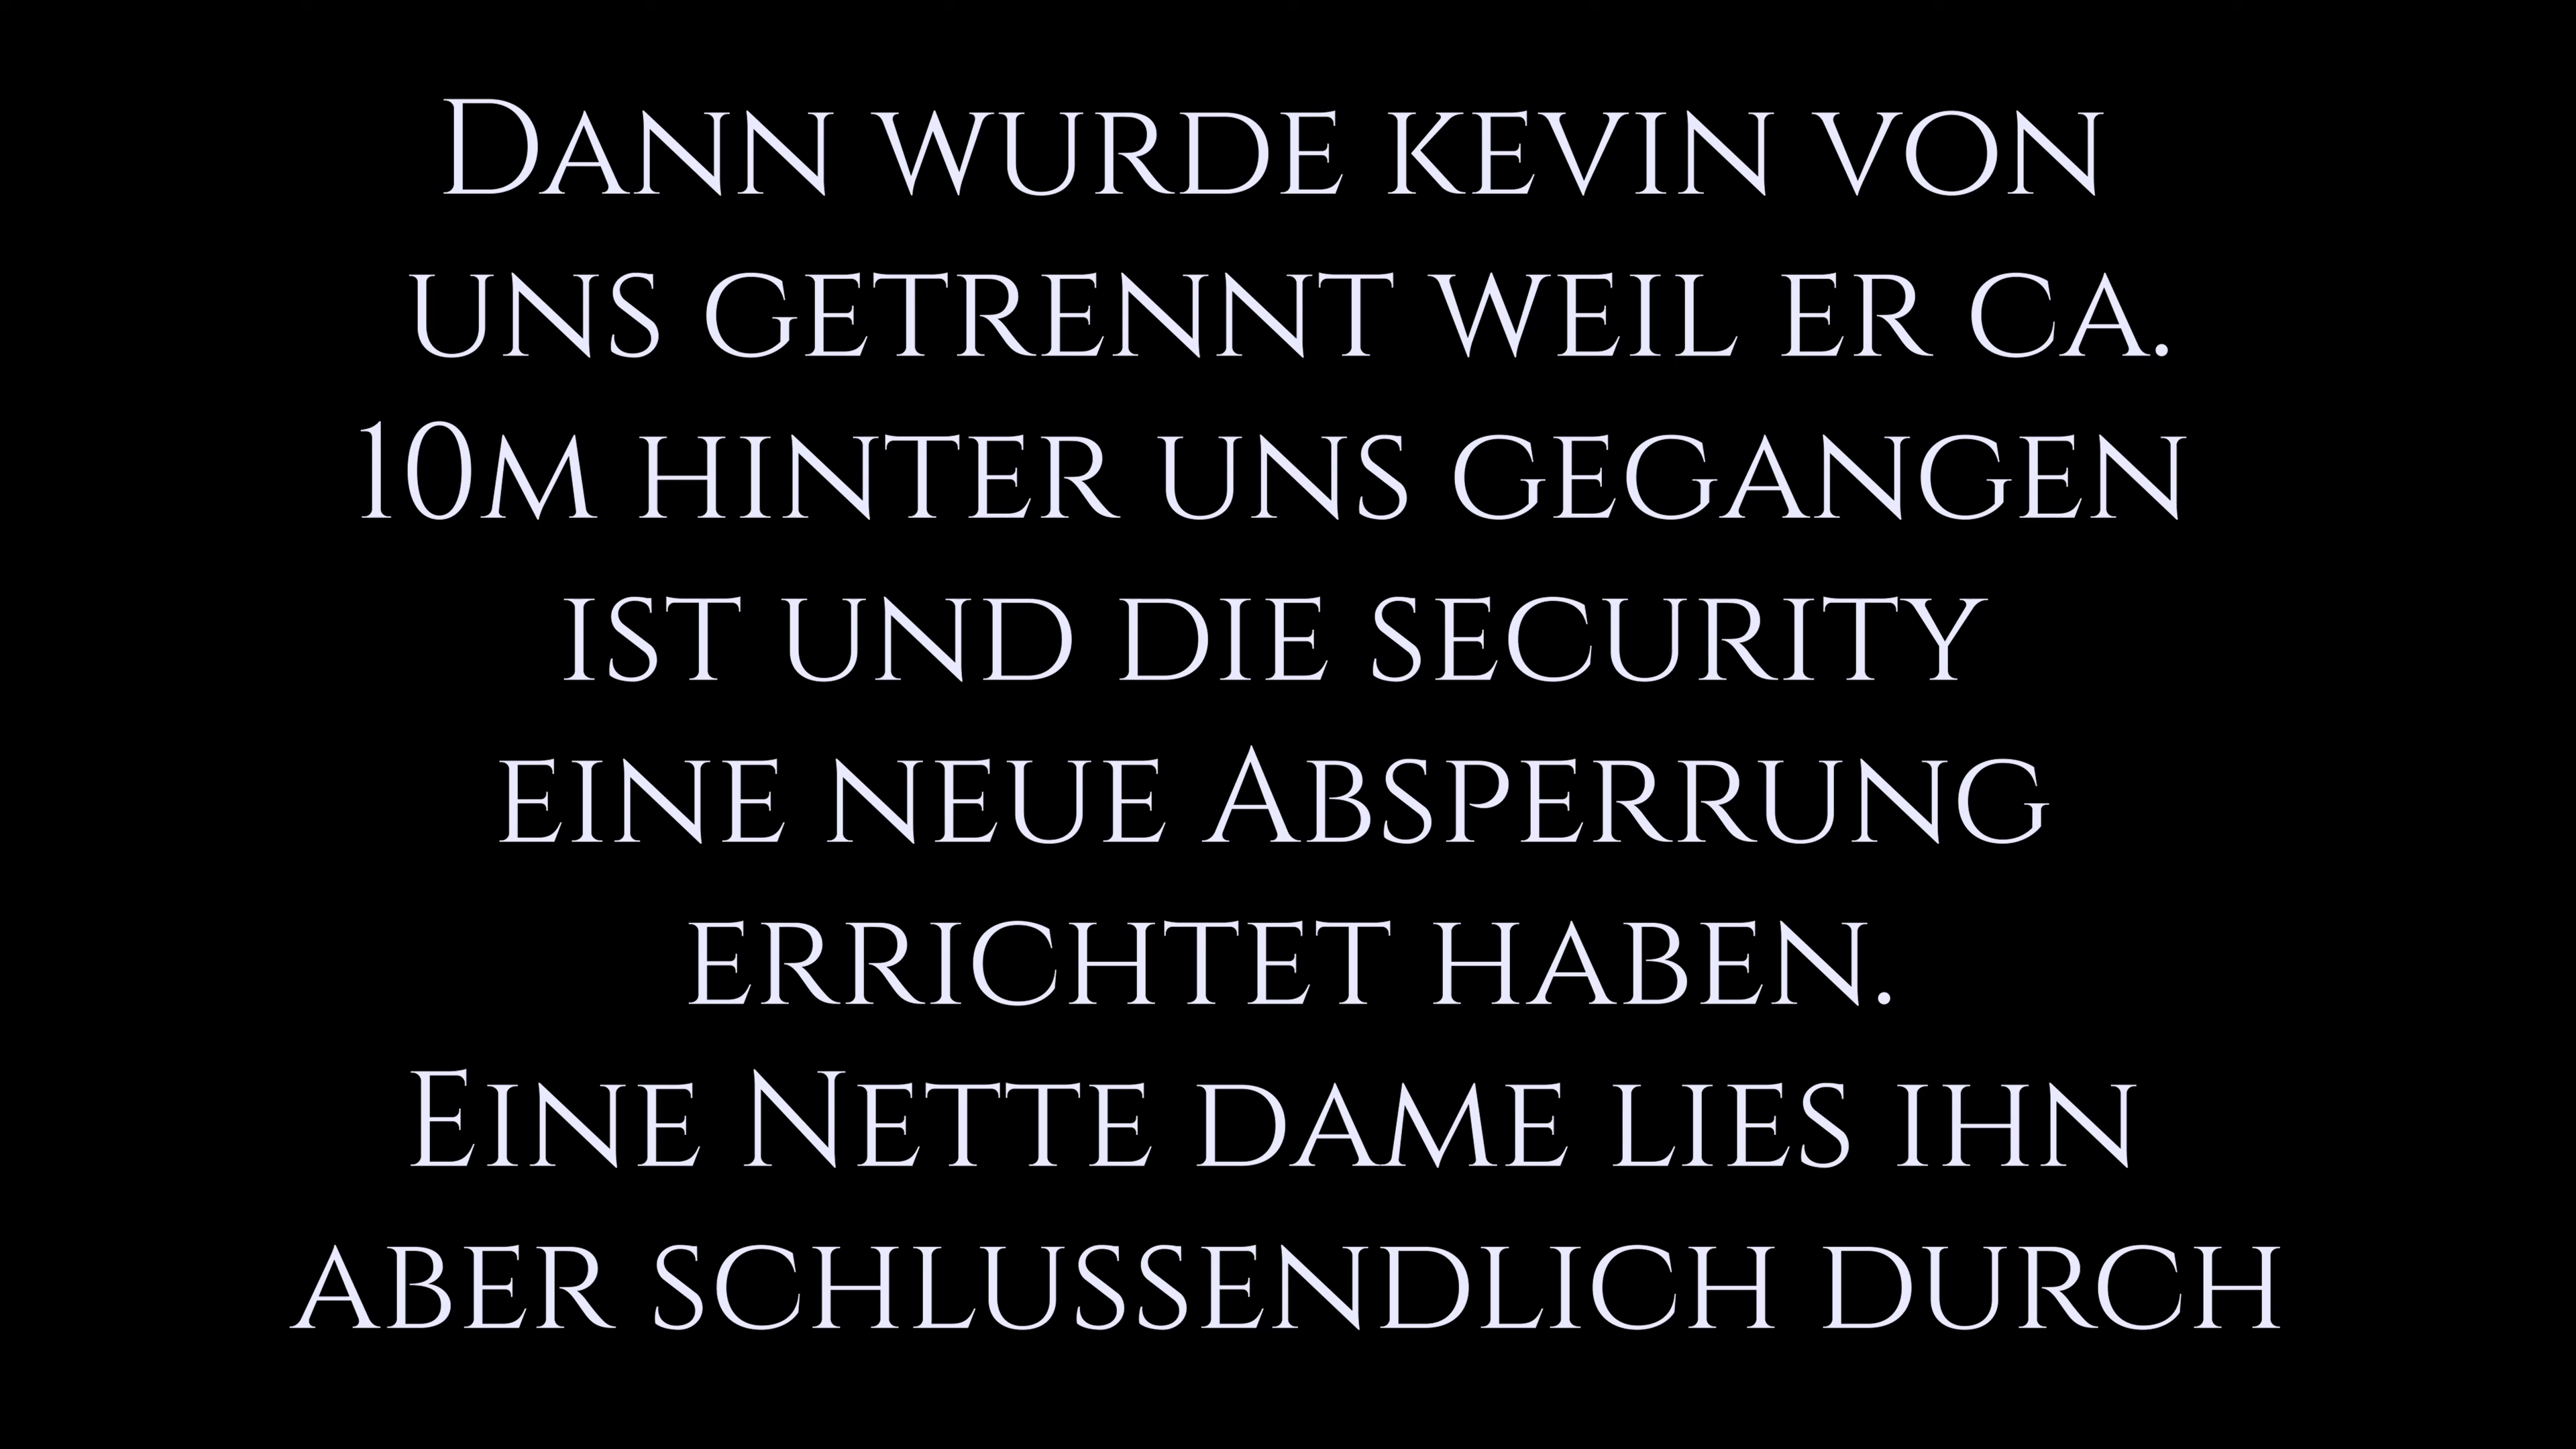 Dann wurde kevin von
uns getrennt weil er ca.
10m hinter uns gegangen
ist und die security
eine neue Absperrung
errichtet haben.
Eine Nette dame lies ihn
aber schlussendlich durch